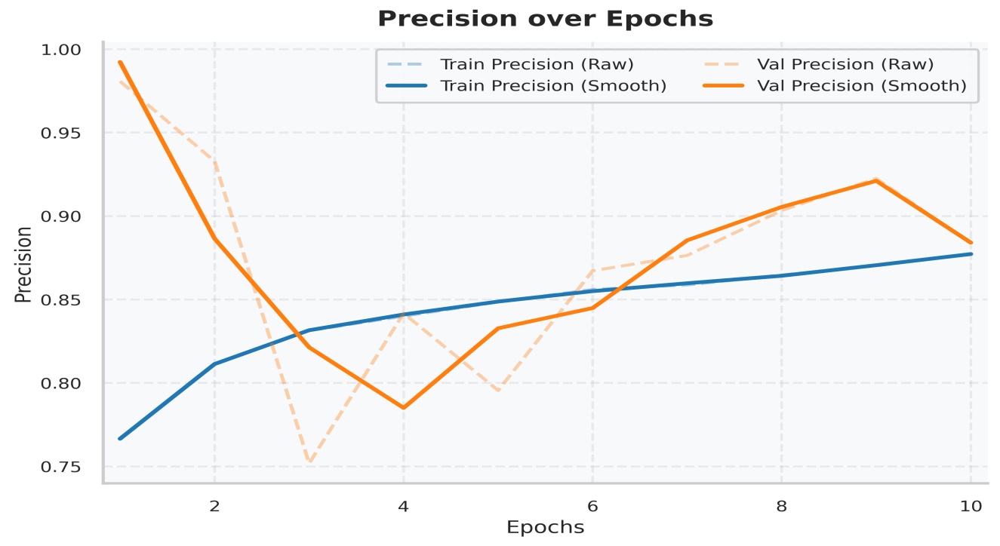 Precision over Epochs
Train Precision (Raw)
Train Precision (Smooth)
Val Precision (Raw)
Val Precision (Smooth)
Precision
1.00
0.95
0.90
0.85
0.80
0.75
2 4 6 8 10
Epochs